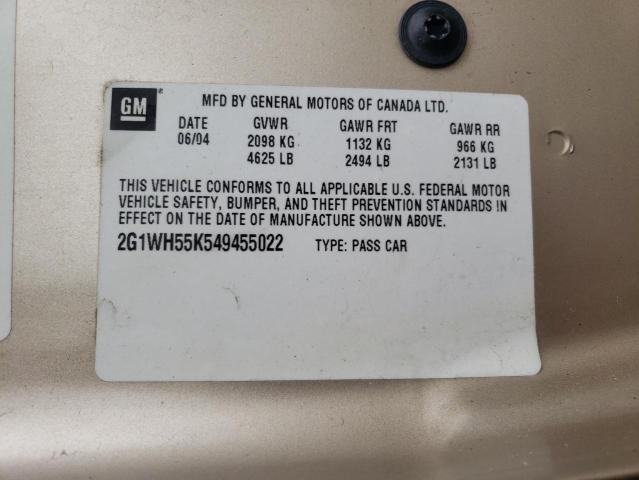 GM ® MFD BY GENERAL MOTORS OF CANADA LTD.
DATE GVWR GAWR FRT GAWR RR
06/04 2098 KG 1132 KG 966 KG
4625 LB 2494 LB 2131 LB
THIS VEHICLE CONFORMS TO ALL APPLICABLE U.S. FEDERAL MOTOR
VEHICLE SAFETY, BUMPER, AND THEFT PREVENTION STANDARDS IN
EFFECT ON THE DATE OF MANUFACTURE SHOWN ABOVE.
2G1WH55K549455022 TYPE: PASS CAR